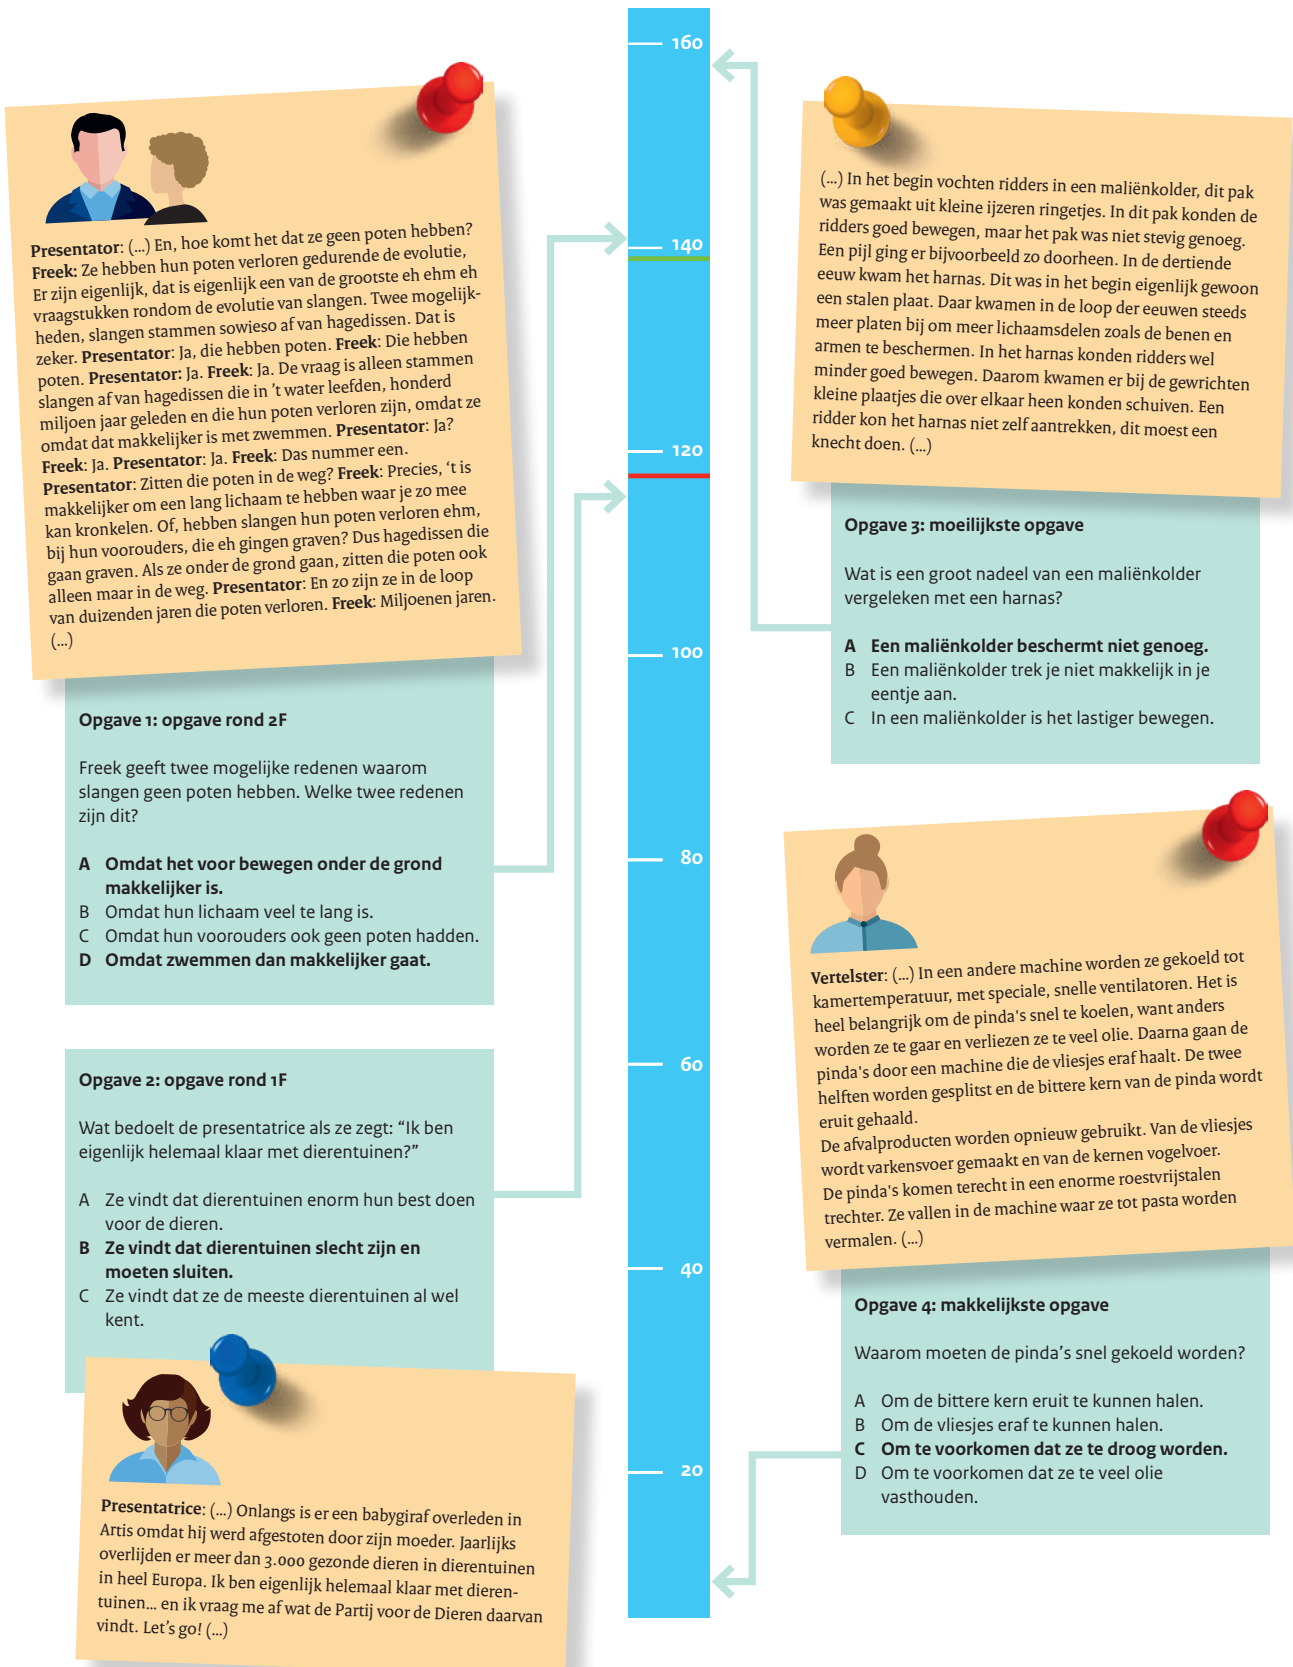 Presentator: (...) En, hoe komt het dat ze geen poten hebben?
Freek: Ze hebben hun poten verloren gedurende de evolutie,
Er zijn eigenlijk, dat is eigenlijk een van de grootste eh ehm eh
vraagstukken rondom de evolutie van slangen. Twee mogelijk-
heden, slangen stammen sowieso af van hagedissen. Dat is
zeker. Presentator: Ja, die hebben poten. Freek: Die hebben
poten. Presentator: Ja. Freek: Ja. De vraag is alleen stammen
slangen af van hagedissen die in 't water leefden, honderd
miljoen jaar geleden en die hun poten verloren zijn, omdat ze
omdat dat makkelijker is met zwemmen. Presentator: Ja?
Freek: Ja. Presentator: Ja. Freek: Das nummer een.
Presentator: Zitten die poten in de weg? Freek: Precies, 't is
makkelijker om een lang lichaam te hebben waar je zo mee
kan kronkelen. Of, hebben slangen hun poten verloren ehm,
bij hun voorouders, die eh gingen graven? Dus hagedissen die
gaan graven. Als ze onder de grond gaan, zitten die poten ook
alleen maar in de weg. Presentator: En zo zijn ze in de loop
van duizenden jaren die poten verloren. Freek: Miljoenen jaren.
(...)
Opgave 1: opgave rond 2F
Freek geeft twee mogelijke redenen waarom
slangen geen poten hebben. Welke twee redenen
zijn dit?
A Omdat het voor bewegen onder de grond
makkelijker is.
B Omdat hun lichaam veel te lang is.
C Omdat hun voorouders ook geen poten hadden.
D Omdat zwemmen dan makkelijker gaat.
Opgave 2: opgave rond 1F
Wat bedoelt de presentatrice als ze zegt: “Ik ben
eigenlijk helemaal klaar met dierentuinen?”
A Ze vindt dat dierentuinen enorm hun best doen
voor de dieren.
B Ze vindt dat dierentuinen slecht zijn en
moeten sluiten.
C Ze vindt dat ze de meeste dierentuinen al wel
kent.
Presentatrice: (...) Onlangs is er een babygiraf overleden in
Artis omdat hij werd afgestoten door zijn moeder. Jaarlijks
overlijden er meer dan 3.000 gezonde dieren in dierentuinen
in heel Europa. Ik ben eigenlijk helemaal klaar met dieren-
tuinen... en ik vraag me af wat de Partij voor de Dieren daarvan
vindt. Let's go! (...)
160
140
120
100
80
60
40
20
(...) In het begin vochten ridders in een maliënkolder, dit pak
was gemaakt uit kleine ijzeren ringetjes. In dit pak konden de
ridders goed bewegen, maar het pak was niet stevig genoeg.
Een pijl ging er bijvoorbeeld zo doorheen. In de dertiende
eeuw kwam het harnas. Dit was in het begin eigenlijk gewoon
een stalen plaat. Daar kwamen in de loop der eeuwen steeds
meer platen bij om meer lichaamsdelen zoals de benen en
armen te beschermen. In het harnas konden ridders wel
minder goed bewegen. Daarom kwamen er bij de gewrichten
kleine plaatjes die over elkaar heen konden schuiven. Een
ridder kon het harnas niet zelf aantrekken, dit moest een
knecht doen. (...)
Opgave 3: moeilijkste opgave
Wat is een groot nadeel van een maliënkolder
vergeleken met een harnas?
A Een maliënkolder beschermt niet genoeg.
B Een maliënkolder trek je niet makkelijk in je
eentje aan.
C In een maliënkolder is het lastiger bewegen.
Vertelster: (...) In een andere machine worden ze gekoeld tot
kamertemperatuur, met speciale, snelle ventilatoren. Het is
heel belangrijk om de pinda's snel te koelen, want anders
worden ze te gaar en verliezen ze te veel olie. Daarna gaan de
pinda's door een machine die de vliesjes eraf haalt. De twee
helften worden gesplitst en de bittere kern van de pinda wordt
eruit gehaald.
De afvalproducten worden opnieuw gebruikt. Van de vliesjes
wordt varkensvoer gemaakt en van de kernen vogelvoer.
De pinda's komen terecht in een enorme roestvrijstalen
trechter. Ze vallen in de machine waar ze tot pasta worden
vermalen. (...)
Opgave 4: makkelijkste opgave
Waarom moeten de pinda’s snel gekoeld worden?
A Om de bittere kern eruit te kunnen halen.
B Om de vliesjes eraf te kunnen halen.
C Om te voorkomen dat ze te droog worden.
D Om te voorkomen dat ze te veel olie
vasthouden.